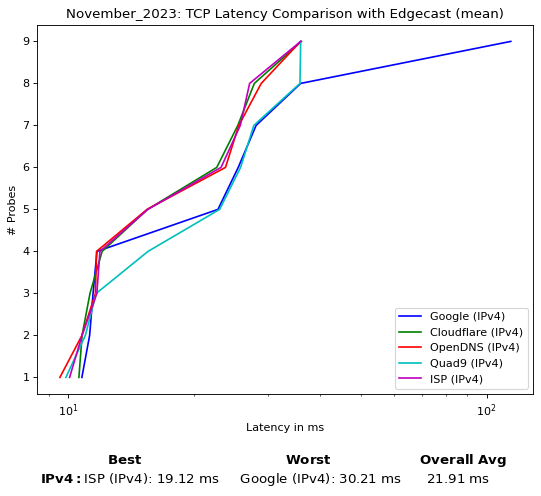 November_2023: TCP Latency Comparison with Edgecast (mean)
# Probes
9
8
7
6
5
4
3
2
1
Google (IPv4)
Cloudflare (IPv4)
OpenDNS (IPv4)
Quad9 (IPv4)
ISP (IPv4)
10¹ 10²
Latency in ms
Best Worst Overall Avg
IPv4: ISP (IPv4): 19.12 ms Google (IPv4): 30.21 ms 21.91 ms